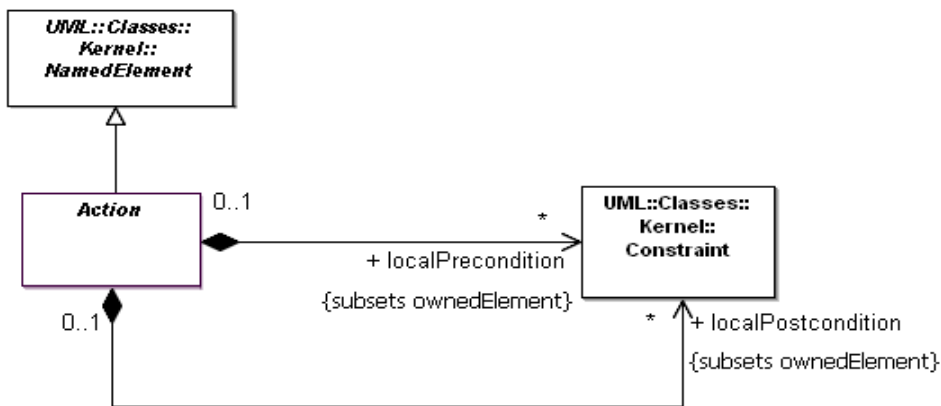 UML::Classes::
Kernel::
NamedElement
Action
0..1
*
UML::Classes::
Kernel::
Constraint
+ localPrecondition
{subsets ownedElement}
0..1
*
+ localPostcondition
{subsets ownedElement}